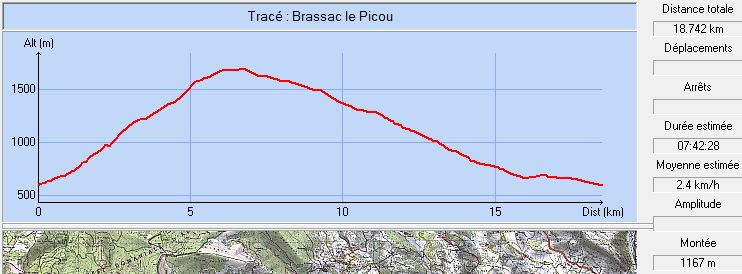 Tracé : Brassac le Picou
Alt (m)
1500
1000
500
0 5 10 15 Dist (km)
Distance totale
18.742 km
Déplacements
Arrêts
Durée estimée
07:42:28
Moyenne estimée
2.4 km/h
Amplitude
Montée
1167 m